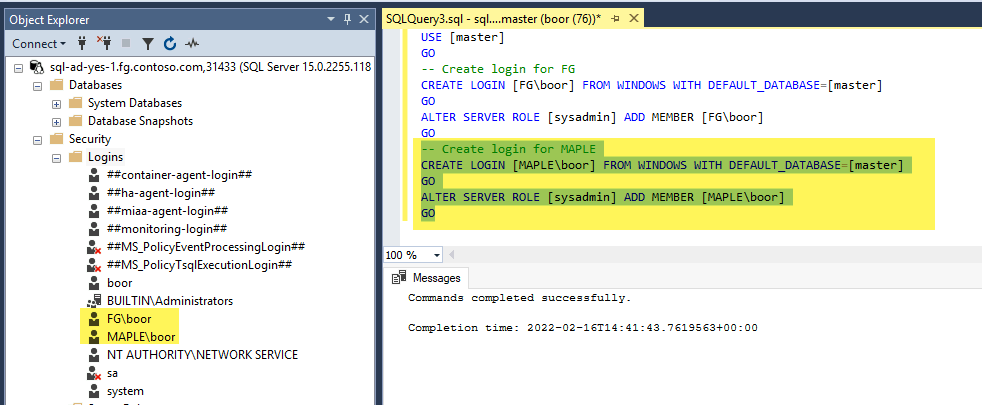 Object Explorer
Connect
sql-ad-yes-1.fg.contoso.com,31433 (SQL Server 15.0.2255.118
Databases
System Databases
Database Snapshots
Security
Logins
##container-agent-login##
##ha-agent-login##
##miaa-agent-login##
##monitoring-login##
##MS_PolicyEventProcessingLogin##
##MS_PolicyTsqlExecutionLogin##
boor
BUILTIN\Administrators
FG\boor
MAPLE\boor
NT AUTHORITY\NETWORK SERVICE
sa
system
SQLQuery3.sql - sql....master (boor (76))*
USE [master]
GO
-- Create login for FG
CREATE LOGIN [FG\boor] FROM WINDOWS WITH DEFAULT_DATABASE=[master]
GO
ALTER SERVER ROLE [sysadmin] ADD MEMBER [FG\boor]
GO
-- Create login for MAPLE
CREATE LOGIN [MAPLE\boor] FROM WINDOWS WITH DEFAULT_DATABASE=[master]
GO
ALTER SERVER ROLE [sysadmin] ADD MEMBER [MAPLE\boor]
GO
100 %
Messages
Commands completed successfully.
Completion time: 2022-02-16T14:41:43.7619563+00:00